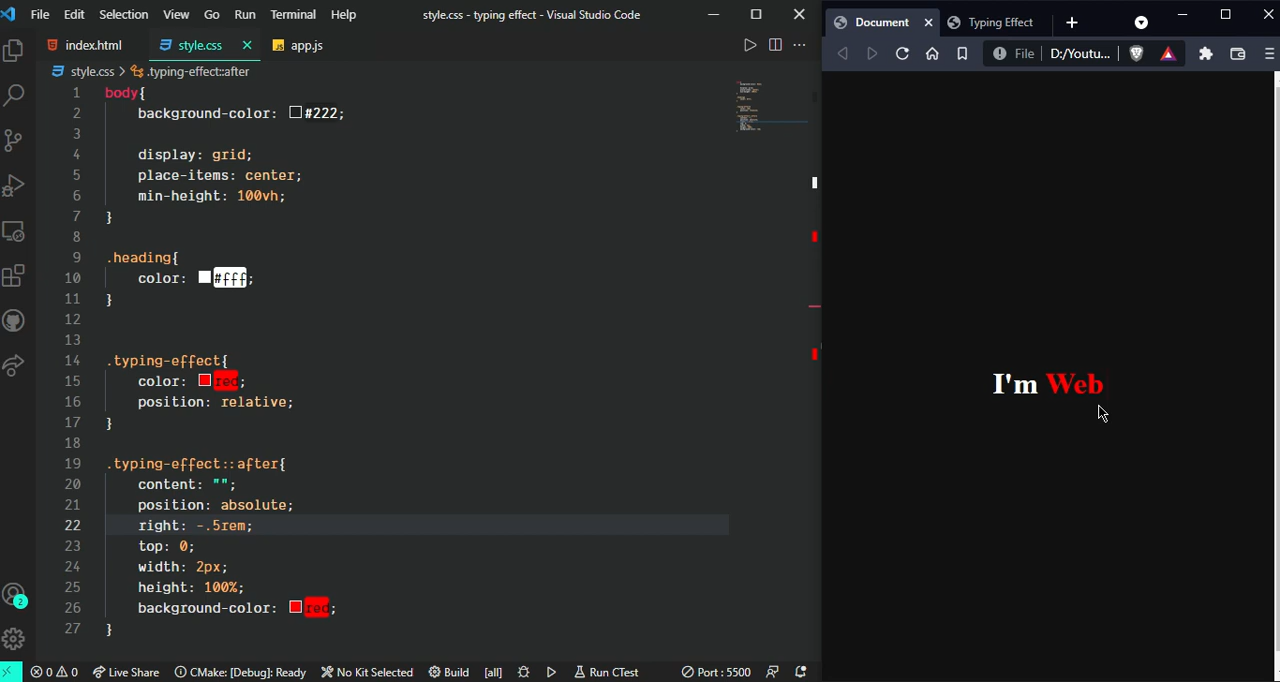 File Edit Selection View Go Run Terminal Help
style.css - typing effect - Visual Studio Code
index.html
style.css
app.js
style.css > .typing-effect::after
1 body{
2 background-color: #222;
3
4 display: grid;
5 place-items: center;
6 min-height: 100vh;
7 }
8
9 .heading{
10 color: #fff;
11 }
12
13
14 .typing-effect{
15 color: red;
16 position: relative;
17 }
18
19 .typing-effect::after{
20 content: "";
21 position: absolute;
22 right: -.5rem;
23 top: 0;
24 width: 2px;
25 height: 100%;
26 background-color: red;
27 }
2
0 0 Live Share CMake: [Debug]: Ready No Kit Selected Build [all] Run CTest Port : 5500
Document
Typing Effect
File D:/Youtu...
I'm Web